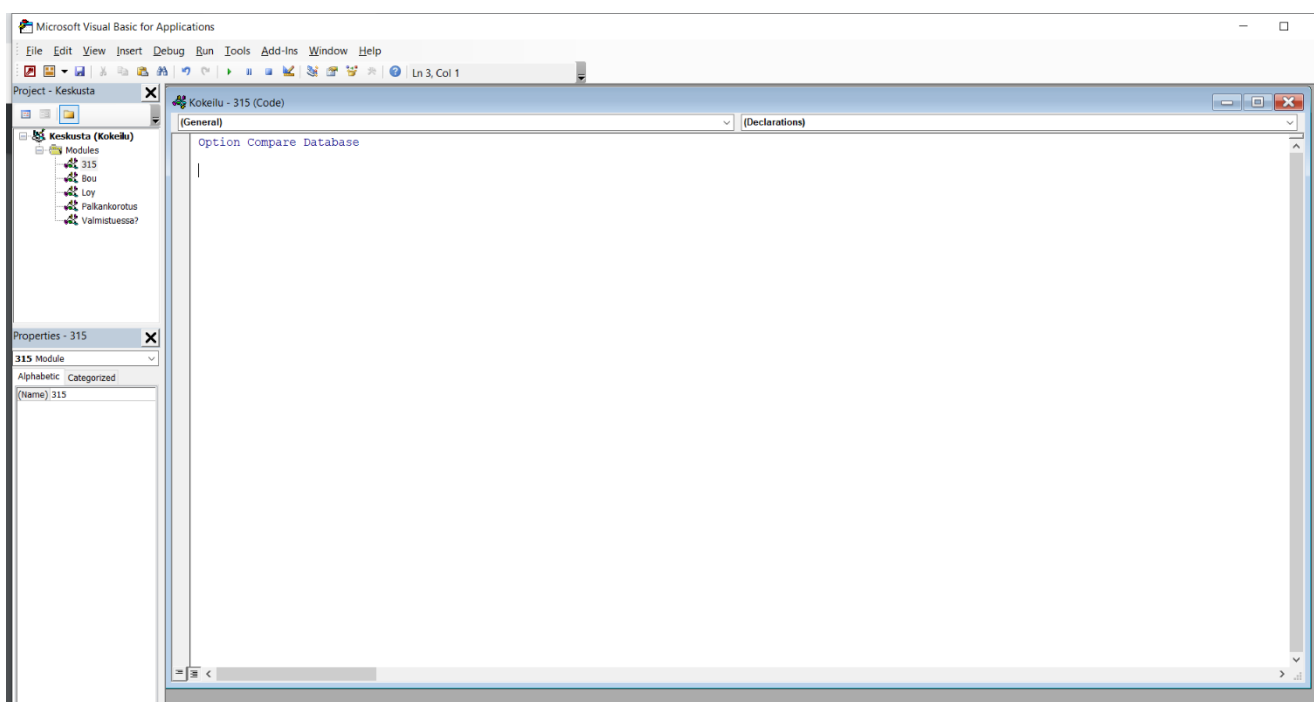 Microsoft Visual Basic for Applications
File Edit View Insert Debug Run Tools Add-Ins Window Help
Ln 3, Col 1
Project - Keskusta
Keskusta (Kokeilu)
Modules
315
Bou
Loy
Palkankorotus
Valmistuessa?
Properties - 315
315 Module
Alphabetic Categorized
(Name) 315
Kokeilu - 315 (Code)
(General) (Declarations)
Option Compare Database